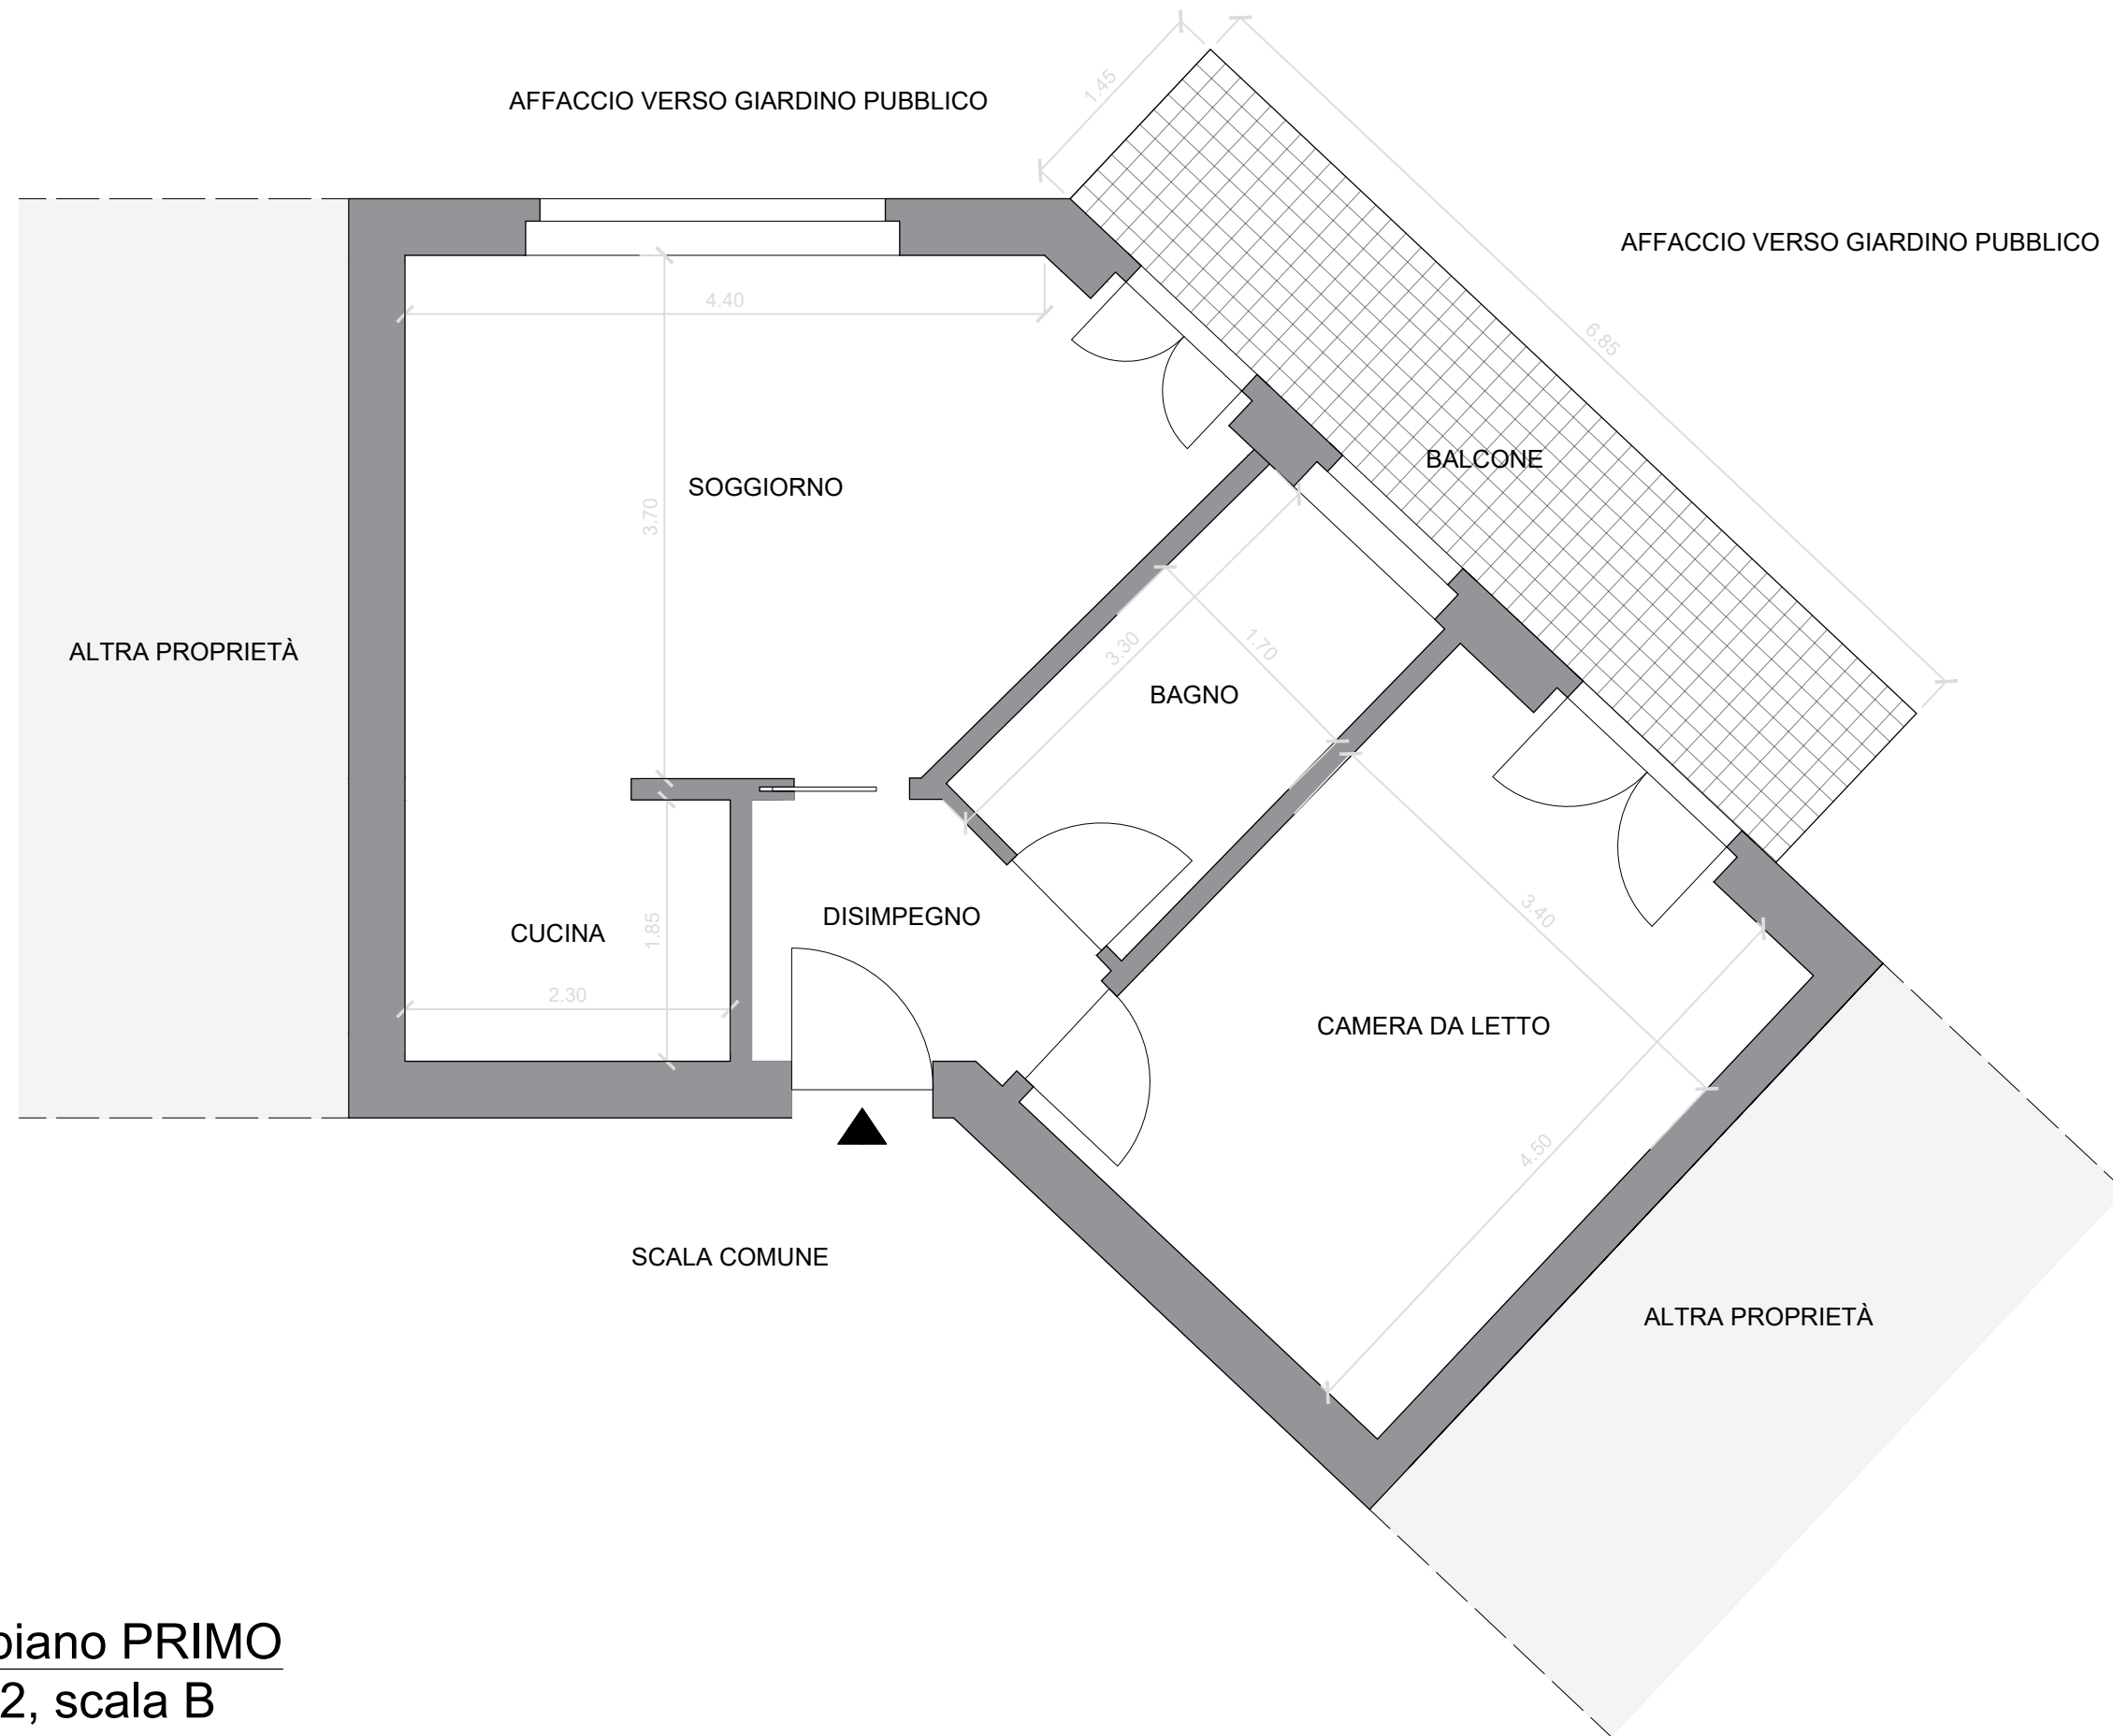 1.45
AFFACCIO VERSO GIARDINO PUBBLICO
AFFACCIO VERSO GIARDINO PUBBLICO
4.40
6.85
BALCONE
SOGGIORNO
3.70
ALTRA PROPRIETÀ
3.30
1.70
BAGNO
3.40
DISIMPEGNO
CUCINA
1.85
2.30
CAMERA DA LETTO
4.50
SCALA COMUNE
ALTRA PROPRIETÀ
piano PRIMO
2, scala B